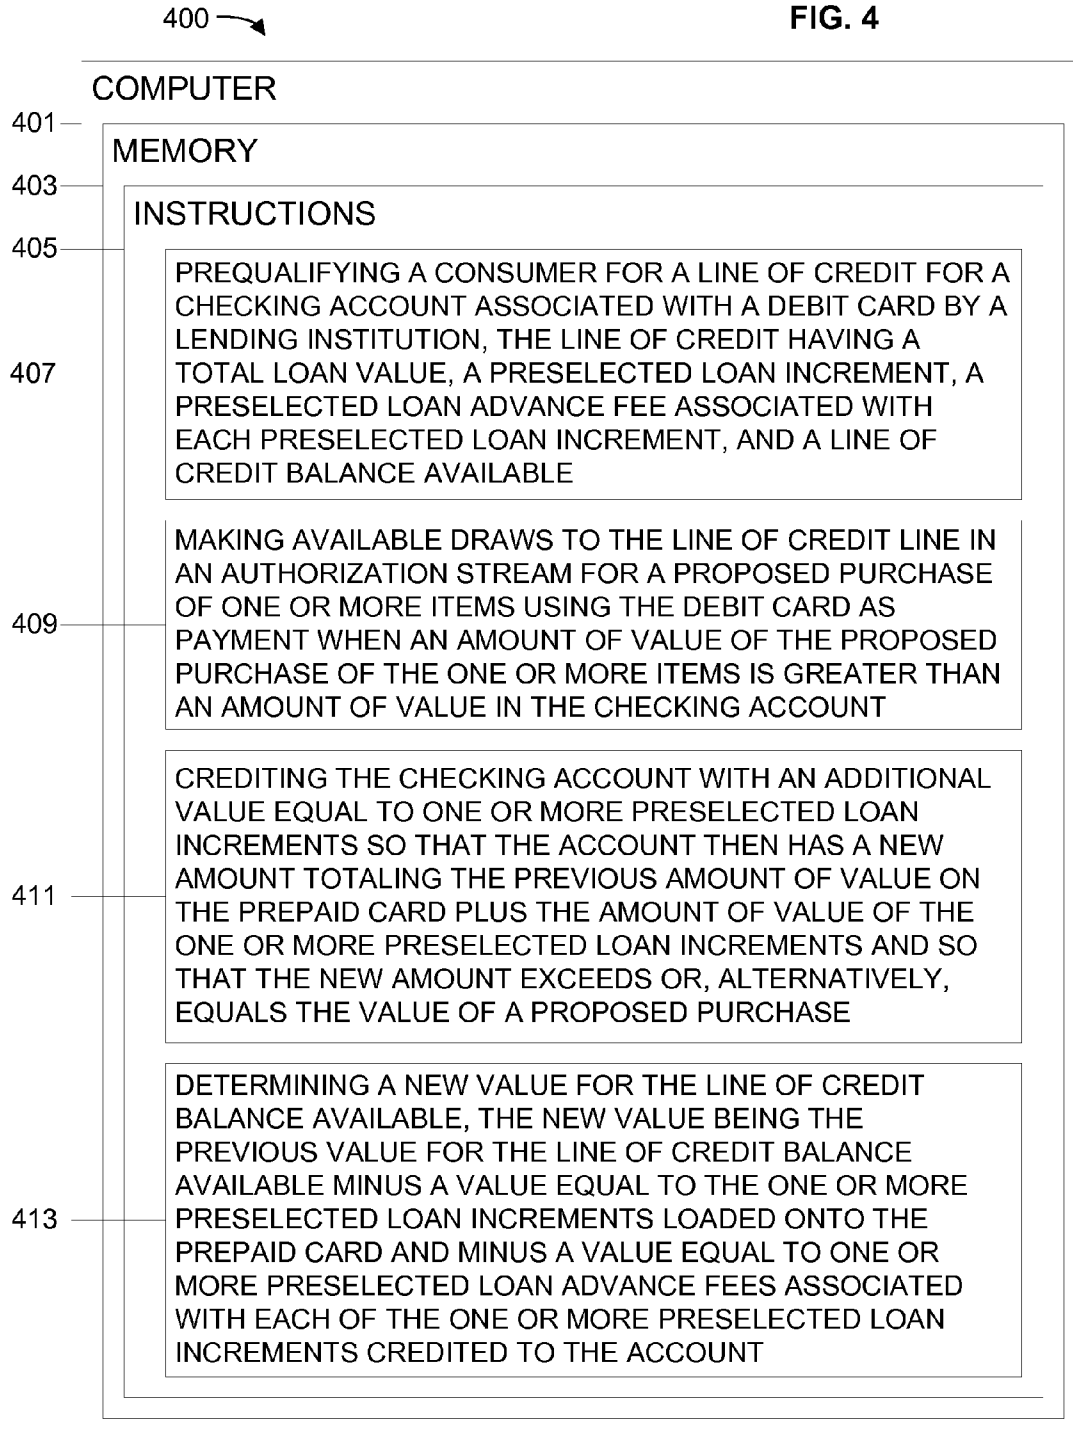 400
FIG. 4
COMPUTER
401
MEMORY
403
INSTRUCTIONS
405
PREQUALIFYING A CONSUMER FOR A LINE OF CREDIT FOR A
CHECKING ACCOUNT ASSOCIATED WITH A DEBIT CARD BY A
LENDING INSTITUTION, THE LINE OF CREDIT HAVING A
407
TOTAL LOAN VALUE, A PRESELECTED LOAN INCREMENT, A
PRESELECTED LOAN ADVANCE FEE ASSOCIATED WITH
EACH PRESELECTED LOAN INCREMENT, AND A LINE OF
CREDIT BALANCE AVAILABLE
MAKING AVAILABLE DRAWS TO THE LINE OF CREDIT LINE IN
AN AUTHORIZATION STREAM FOR A PROPOSED PURCHASE
OF ONE OR MORE ITEMS USING THE DEBIT CARD AS
409
PAYMENT WHEN AN AMOUNT OF VALUE OF THE PROPOSED
PURCHASE OF THE ONE OR MORE ITEMS IS GREATER THAN
AN AMOUNT OF VALUE IN THE CHECKING ACCOUNT
CREDITING THE CHECKING ACCOUNT WITH AN ADDITIONAL
VALUE EQUAL TO ONE OR MORE PRESELECTED LOAN
INCREMENTS SO THAT THE ACCOUNT THEN HAS A NEW
AMOUNT TOTALING THE PREVIOUS AMOUNT OF VALUE ON
411
THE PREPAID CARD PLUS THE AMOUNT OF VALUE OF THE
ONE OR MORE PRESELECTED LOAN INCREMENTS AND SO
THAT THE NEW AMOUNT EXCEEDS OR, ALTERNATIVELY,
EQUALS THE VALUE OF A PROPOSED PURCHASE
DETERMINING A NEW VALUE FOR THE LINE OF CREDIT
BALANCE AVAILABLE, THE NEW VALUE BEING THE
PREVIOUS VALUE FOR THE LINE OF CREDIT BALANCE
AVAILABLE MINUS A VALUE EQUAL TO THE ONE OR MORE
413
PRESELECTED LOAN INCREMENTS LOADED ONTO THE
PREPAID CARD AND MINUS A VALUE EQUAL TO ONE OR
MORE PRESELECTED LOAN ADVANCE FEES ASSOCIATED
WITH EACH OF THE ONE OR MORE PRESELECTED LOAN
INCREMENTS CREDITED TO THE ACCOUNT